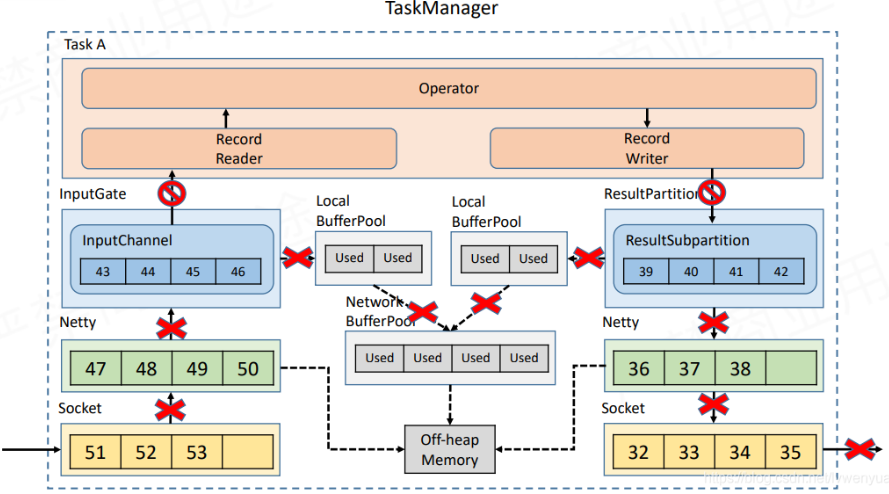 TaskManager
Task A
Operator
Record
Reader
Record
Writer
InputGate
Local
BufferPool
Local
BufferPool
ResultPartition
InputChannel
43 44 45 46
Used Used
Used Used
ResultSubpartition
39 40 41 42
Network
BufferPool
Netty
47 48 49 50
Used Used Used Used
Netty
36 37 38
Socket
51 52 53
Off-heap
Memory
Socket
32 33 34 35